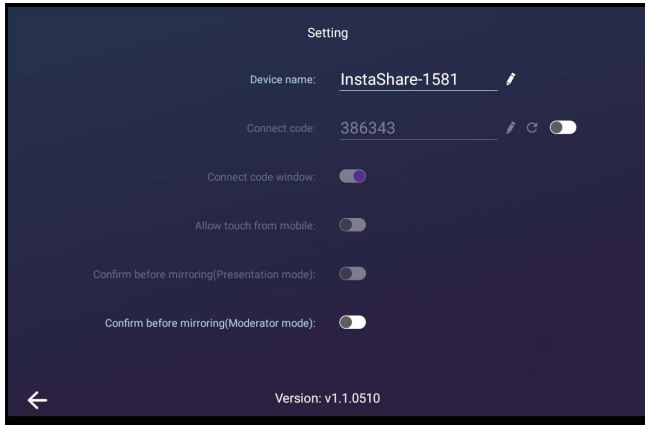 Setting
Device name: InstaShare-1581
Connect code: 386343
Connect code window:
Allow touch from mobile:
Confirm before mirroring(Presentation mode):
Confirm before mirroring(Moderator mode):
Version: v1.1.0510